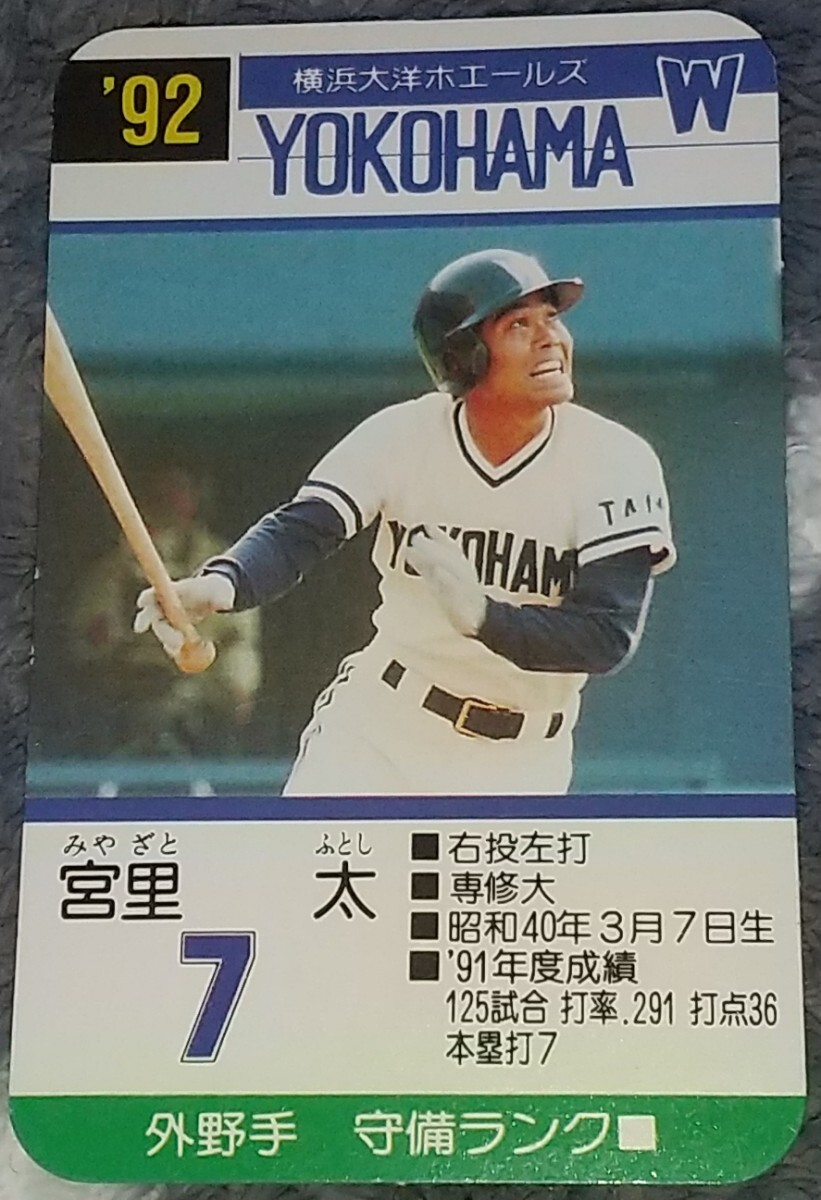 '92
横浜大洋ホエールズ
W
YOKOHAMA
TAI
YOKOHAM
みや ざと ふとし
宮里 太
7
■右投左打
■専修大
■昭和40年3月7日生
■'91年度成績
125試合 打率.291 打点36
本塁打7
外野手 守備ランク■